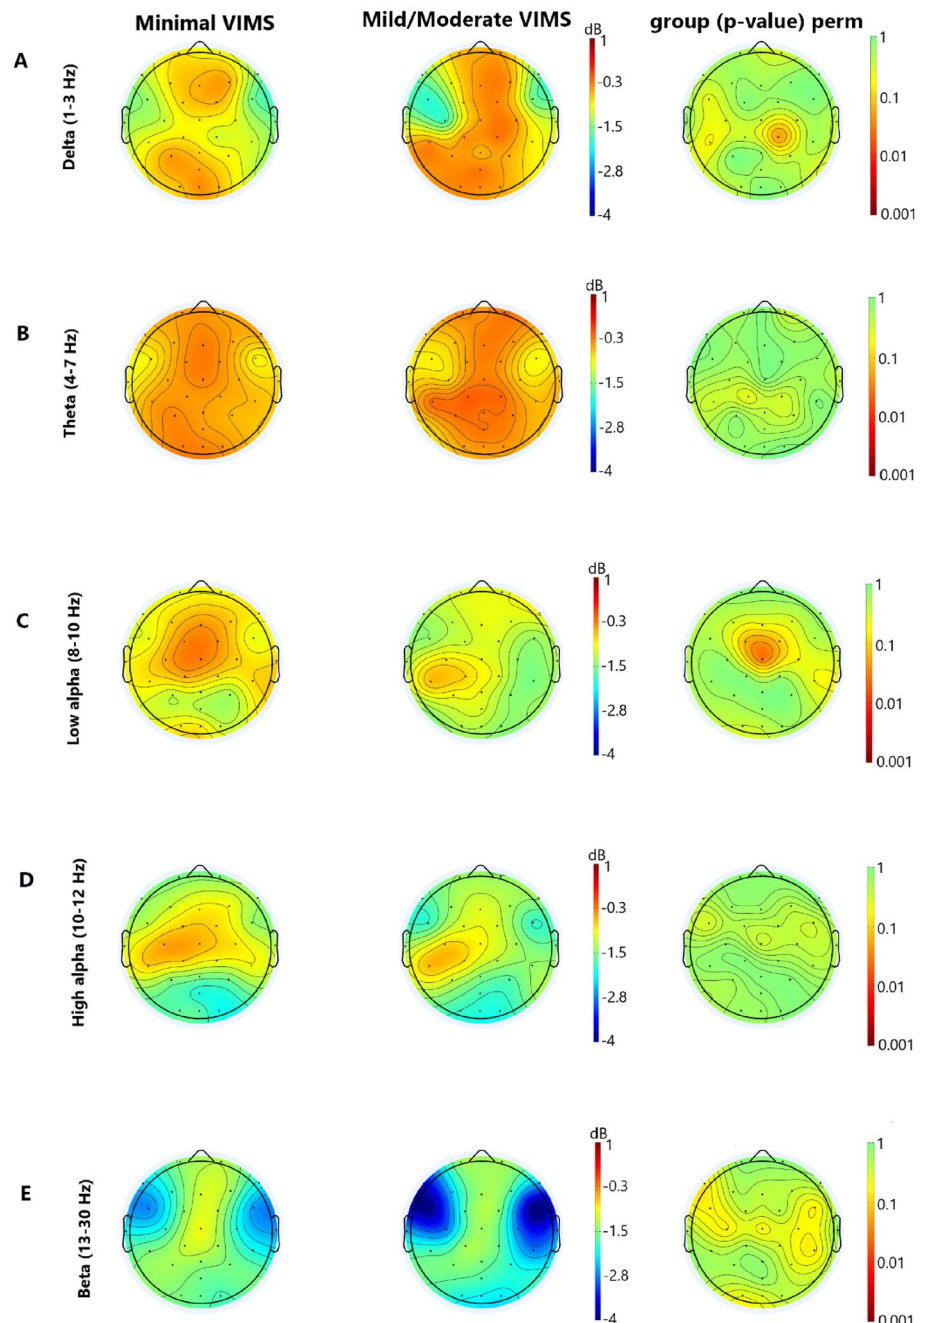 Minimal VIMS
Mild/Moderate VIMS
group (p-value) perm
A
Delta (1-3 Hz)
dB
1
-0.3
-1.5
-2.8
-4
1
0.1
0.01
0.001
B
Theta (4-7 Hz)
dB
1
-0.3
-1.5
-2.8
-4
1
0.1
0.01
0.001
C
Low alpha (8-10 Hz)
dB
1
-0.3
-1.5
-2.8
-4
1
0.1
0.01
0.001
D
High alpha (10-12 Hz)
dB
1
-0.3
-1.5
-2.8
-4
1
0.1
0.01
0.001
E
Beta (13-30 Hz)
dB
1
-0.3
-1.5
-2.8
-4
1
0.1
0.01
0.001